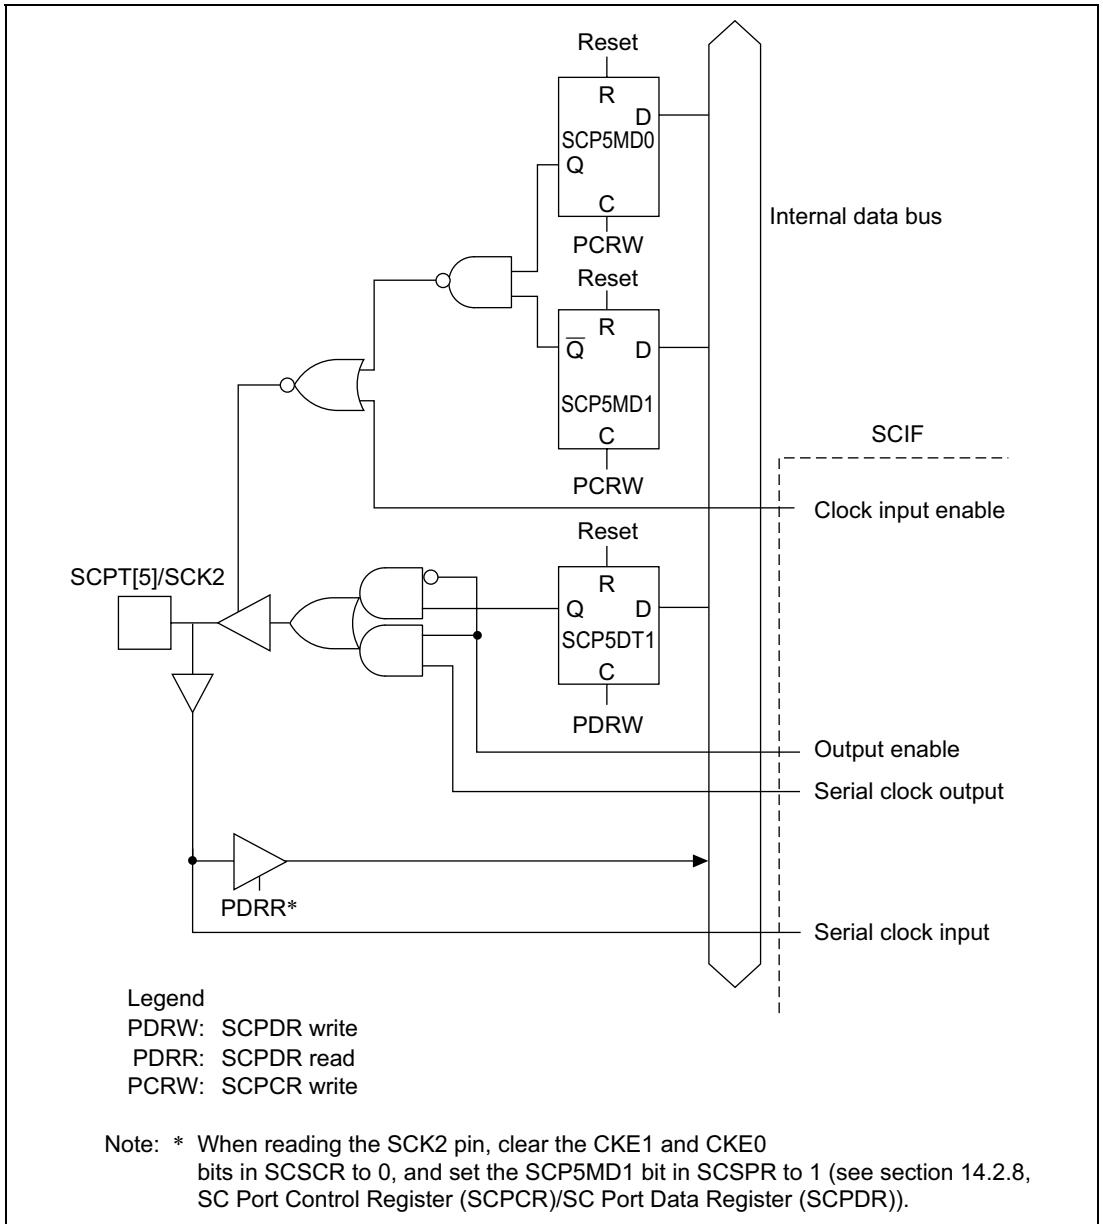 Reset
R
D
SCP5MD0
Q
C
PCRW
Internal data bus
Reset
R
Q̅ D
SCP5MD1
C
PCRW
SCIF
Clock input enable
Reset
SCPT[5]/SCK2
R
Q D
SCP5DT1
C
PDRW
Output enable
Serial clock output
PDRR*
Serial clock input
Legend
PDRW: SCPDR write
PDRR: SCPDR read
PCRW: SCPCR write
Note: * When reading the SCK2 pin, clear the CKE1 and CKE0
bits in SCSCR to 0, and set the SCP5MD1 bit in SCSPR to 1 (see section 14.2.8,
SC Port Control Register (SCPCR)/SC Port Data Register (SCPDR)).